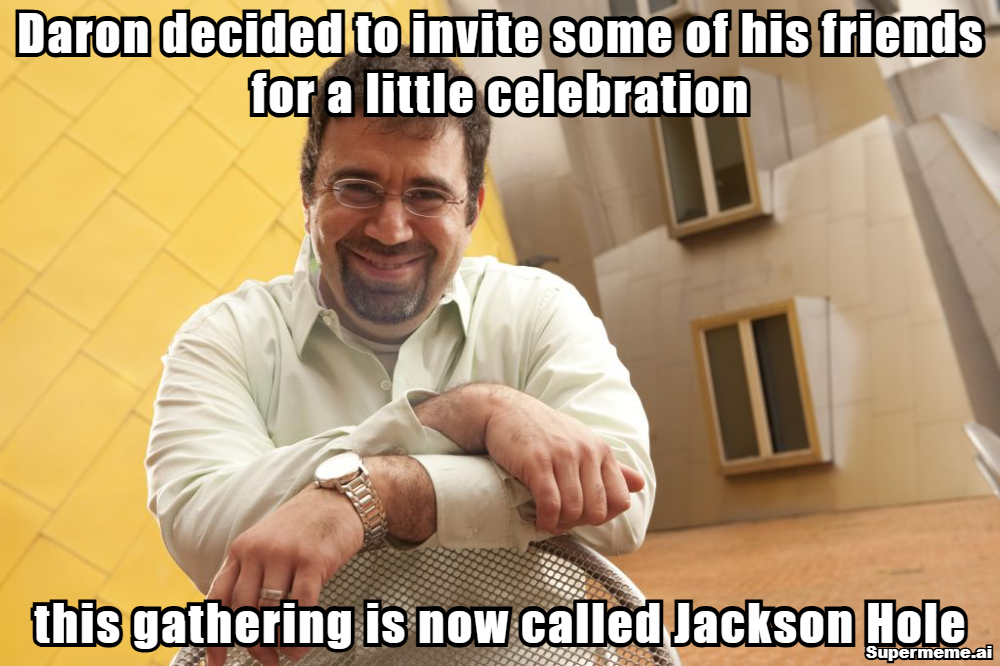 Daron decided to invite some of his friends
for a little celebration
this gathering is now called Jackson Hole
Supermeme.ai